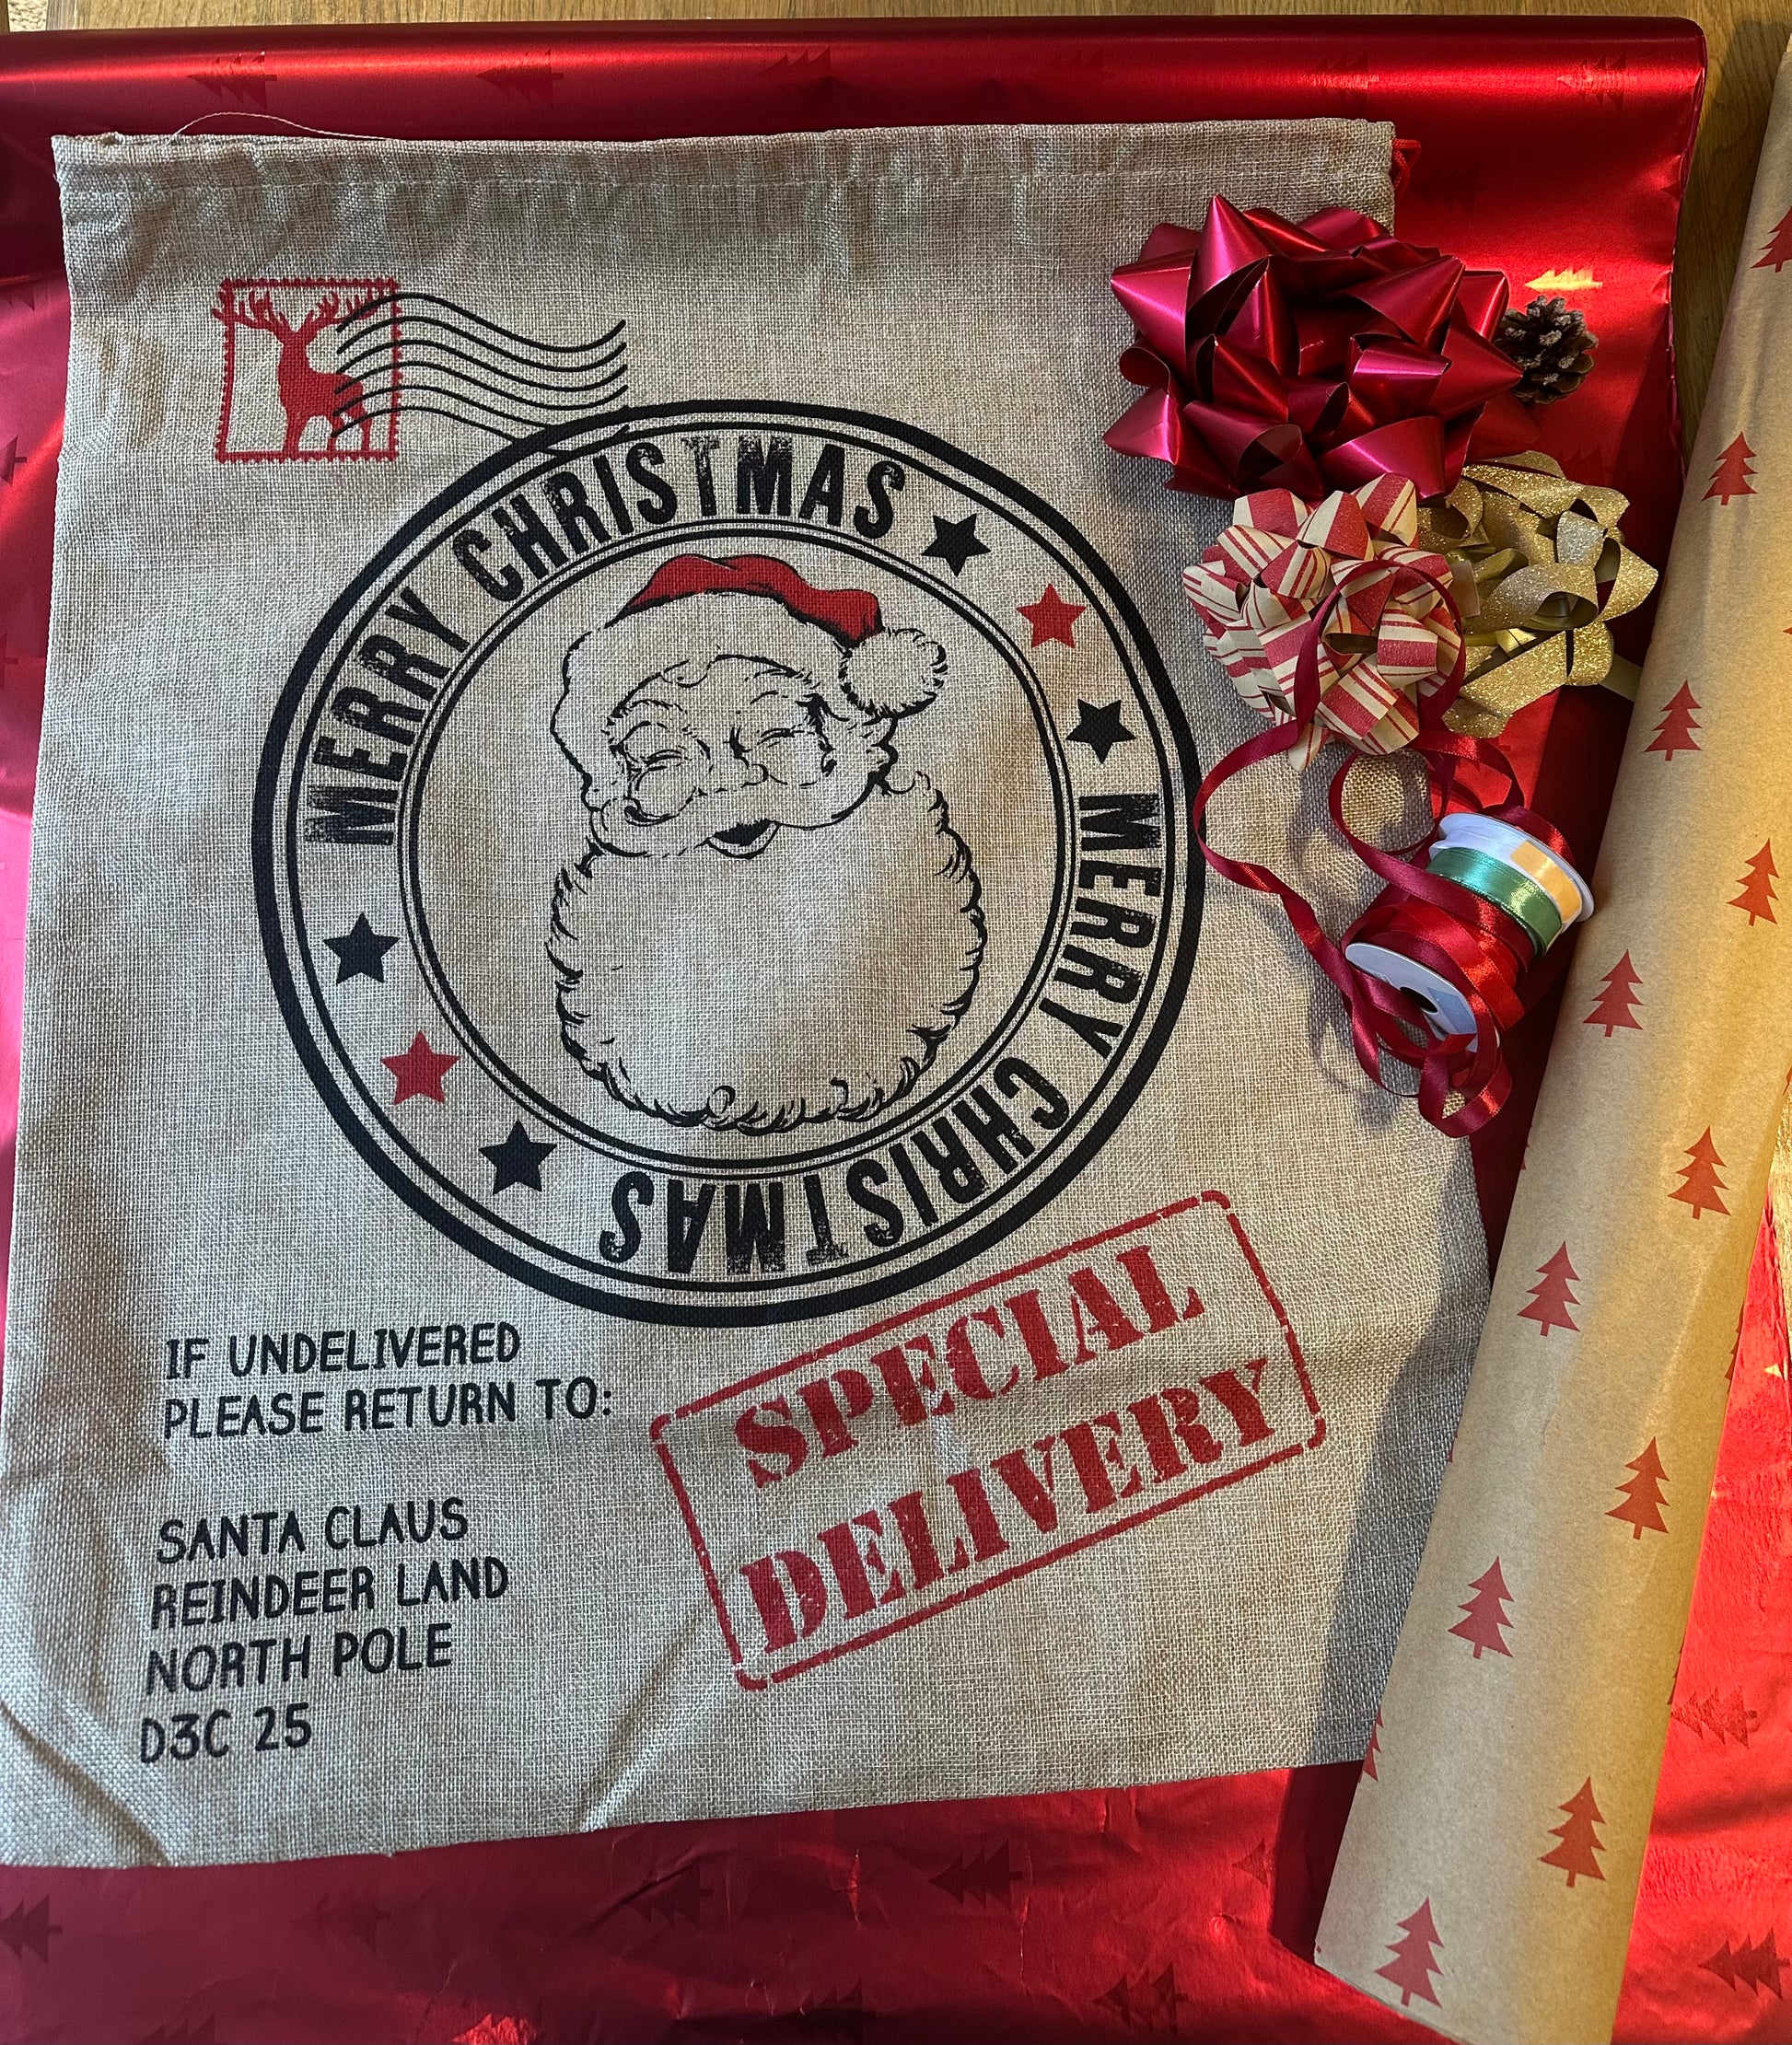 MERRY CHRISTMAS
MERRY CHRISTMAS
SPECIAL
DELIVERY
IF UNDELIVERED
PLEASE RETURN TO:
SANTA CLAUS
REINDEER LAND
NORTH POLE
D3C 25